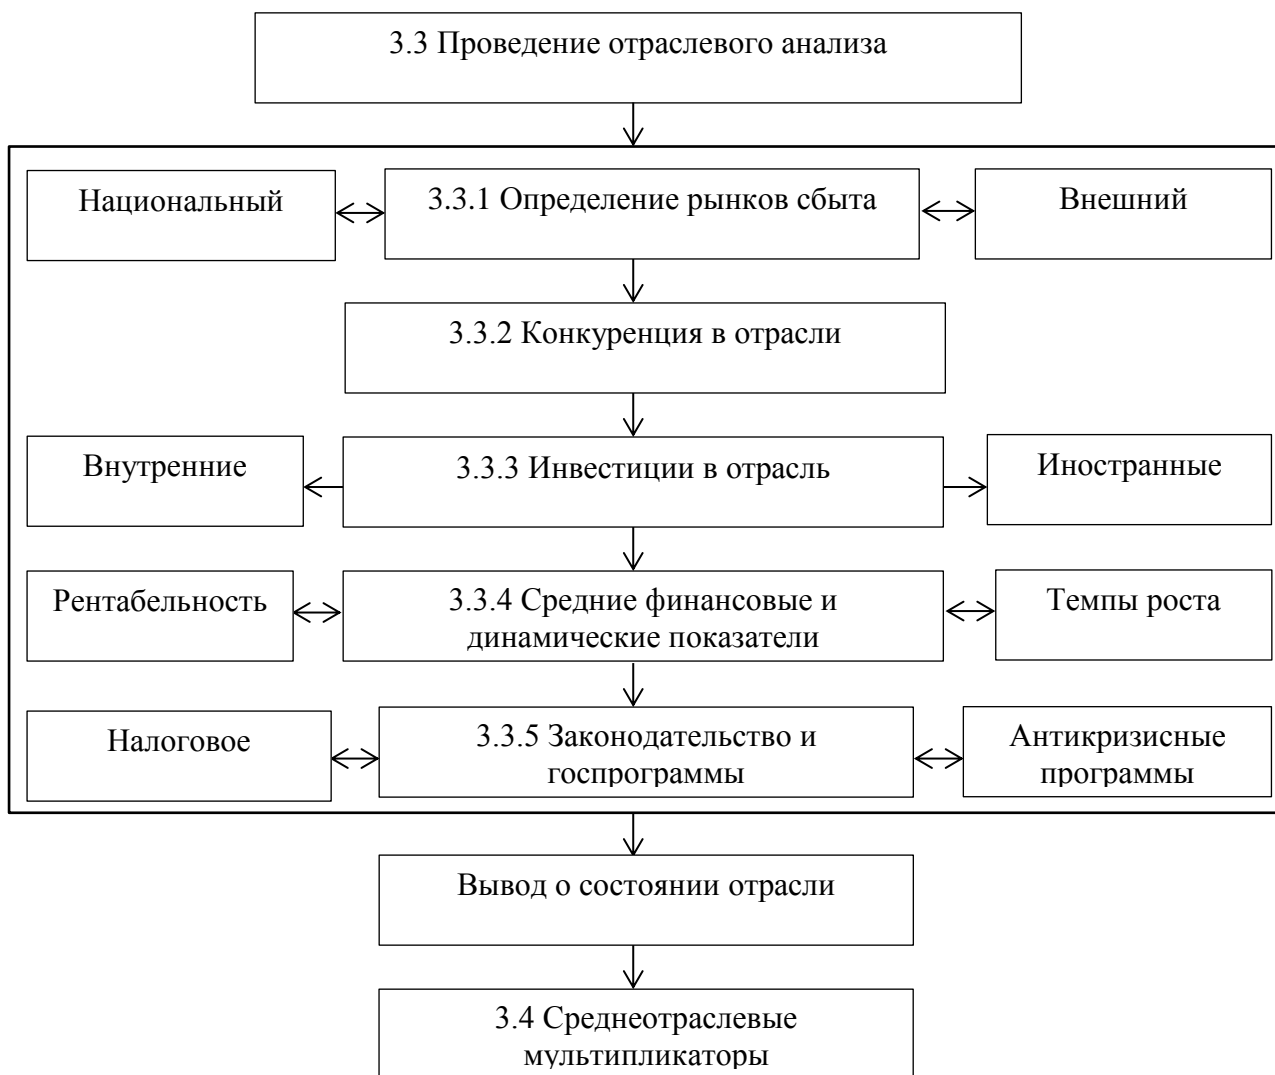 3.3 Проведение отраслевого анализа
Национальный
3.3.1 Определение рынков сбыта
Внешний
3.3.2 Конкуренция в отрасли
Внутренние
3.3.3 Инвестиции в отрасль
Иностранные
Рентабельность
3.3.4 Средние финансовые и
динамические показатели
Темпы роста
Налоговое
3.3.5 Законодательство и
госпрограммы
Антикризисные
программы
Вывод о состоянии отрасли
3.4 Среднеотраслевые
мультипликаторы